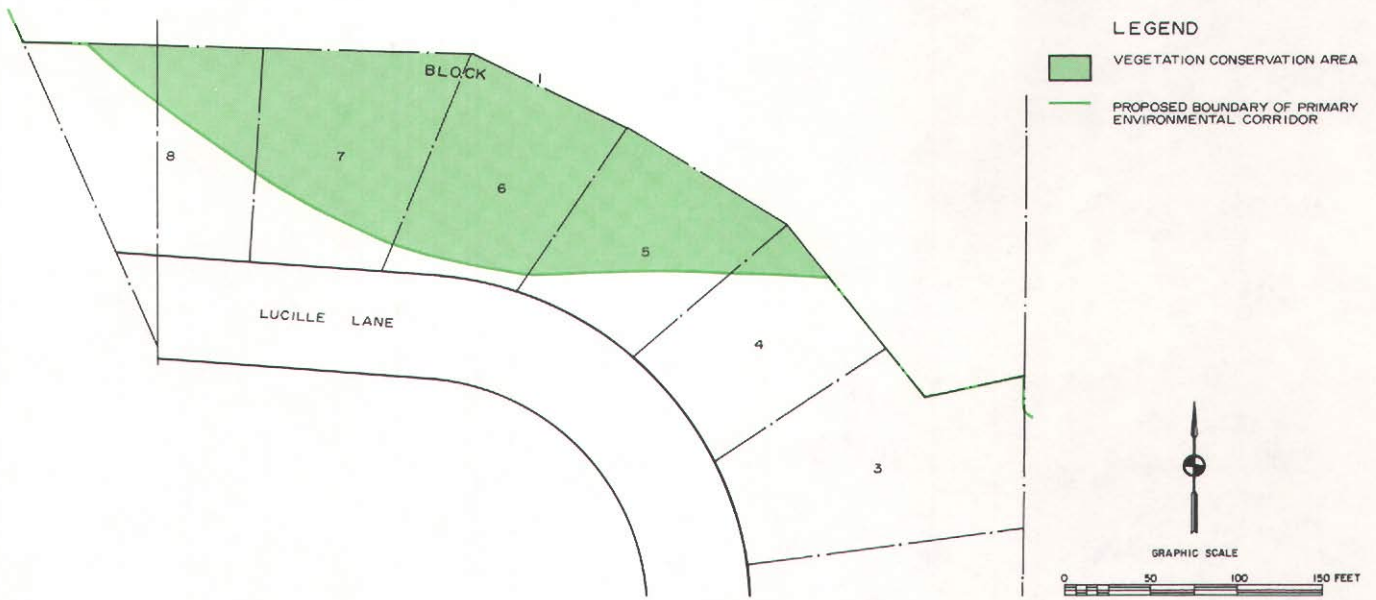 LEGEND
VEGETATION CONSERVATION AREA
PROPOSED BOUNDARY OF PRIMARY
ENVIRONMENTAL CORRIDOR
BLOCK 1
8
7
6
5
4
3
LUCILLE LANE
GRAPHIC SCALE
0 50 100 150 FEET